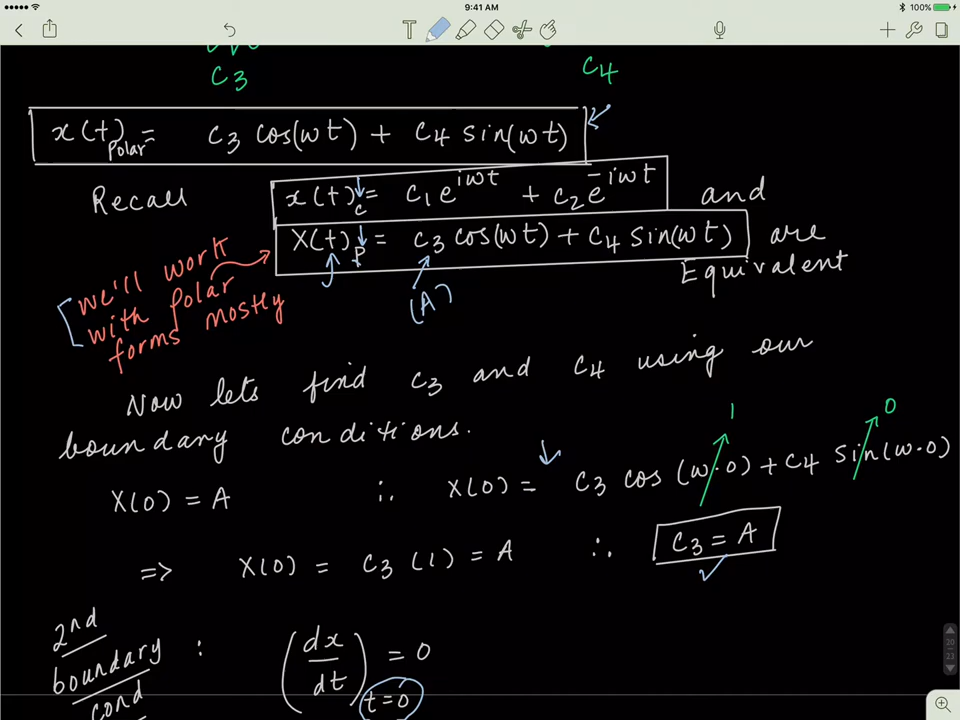 9:41 AM
100%
T
C3
C4
x(t)Polar = C3 cos(ωt) + C4 sin(ωt)
Recall
x(t)c = C1 e^iωt + C2 e^-iωt and
X(t)p = C3 cos(ωt) + C4 Sin(ωt) are
Equivalent
we'll work
with Polar
forms mostly
(A)
Now lets find C3 and C4 using our
boundary conditions.
1
0
X(0) = A ∴ X(0) = C3 cos(ω·0) + C4 Sin(ω·0)
=> X(0) = C3 (1) = A ∴ C3 = A
2nd
boundary : (dx/dt) = 0
cond
t=0
20
23